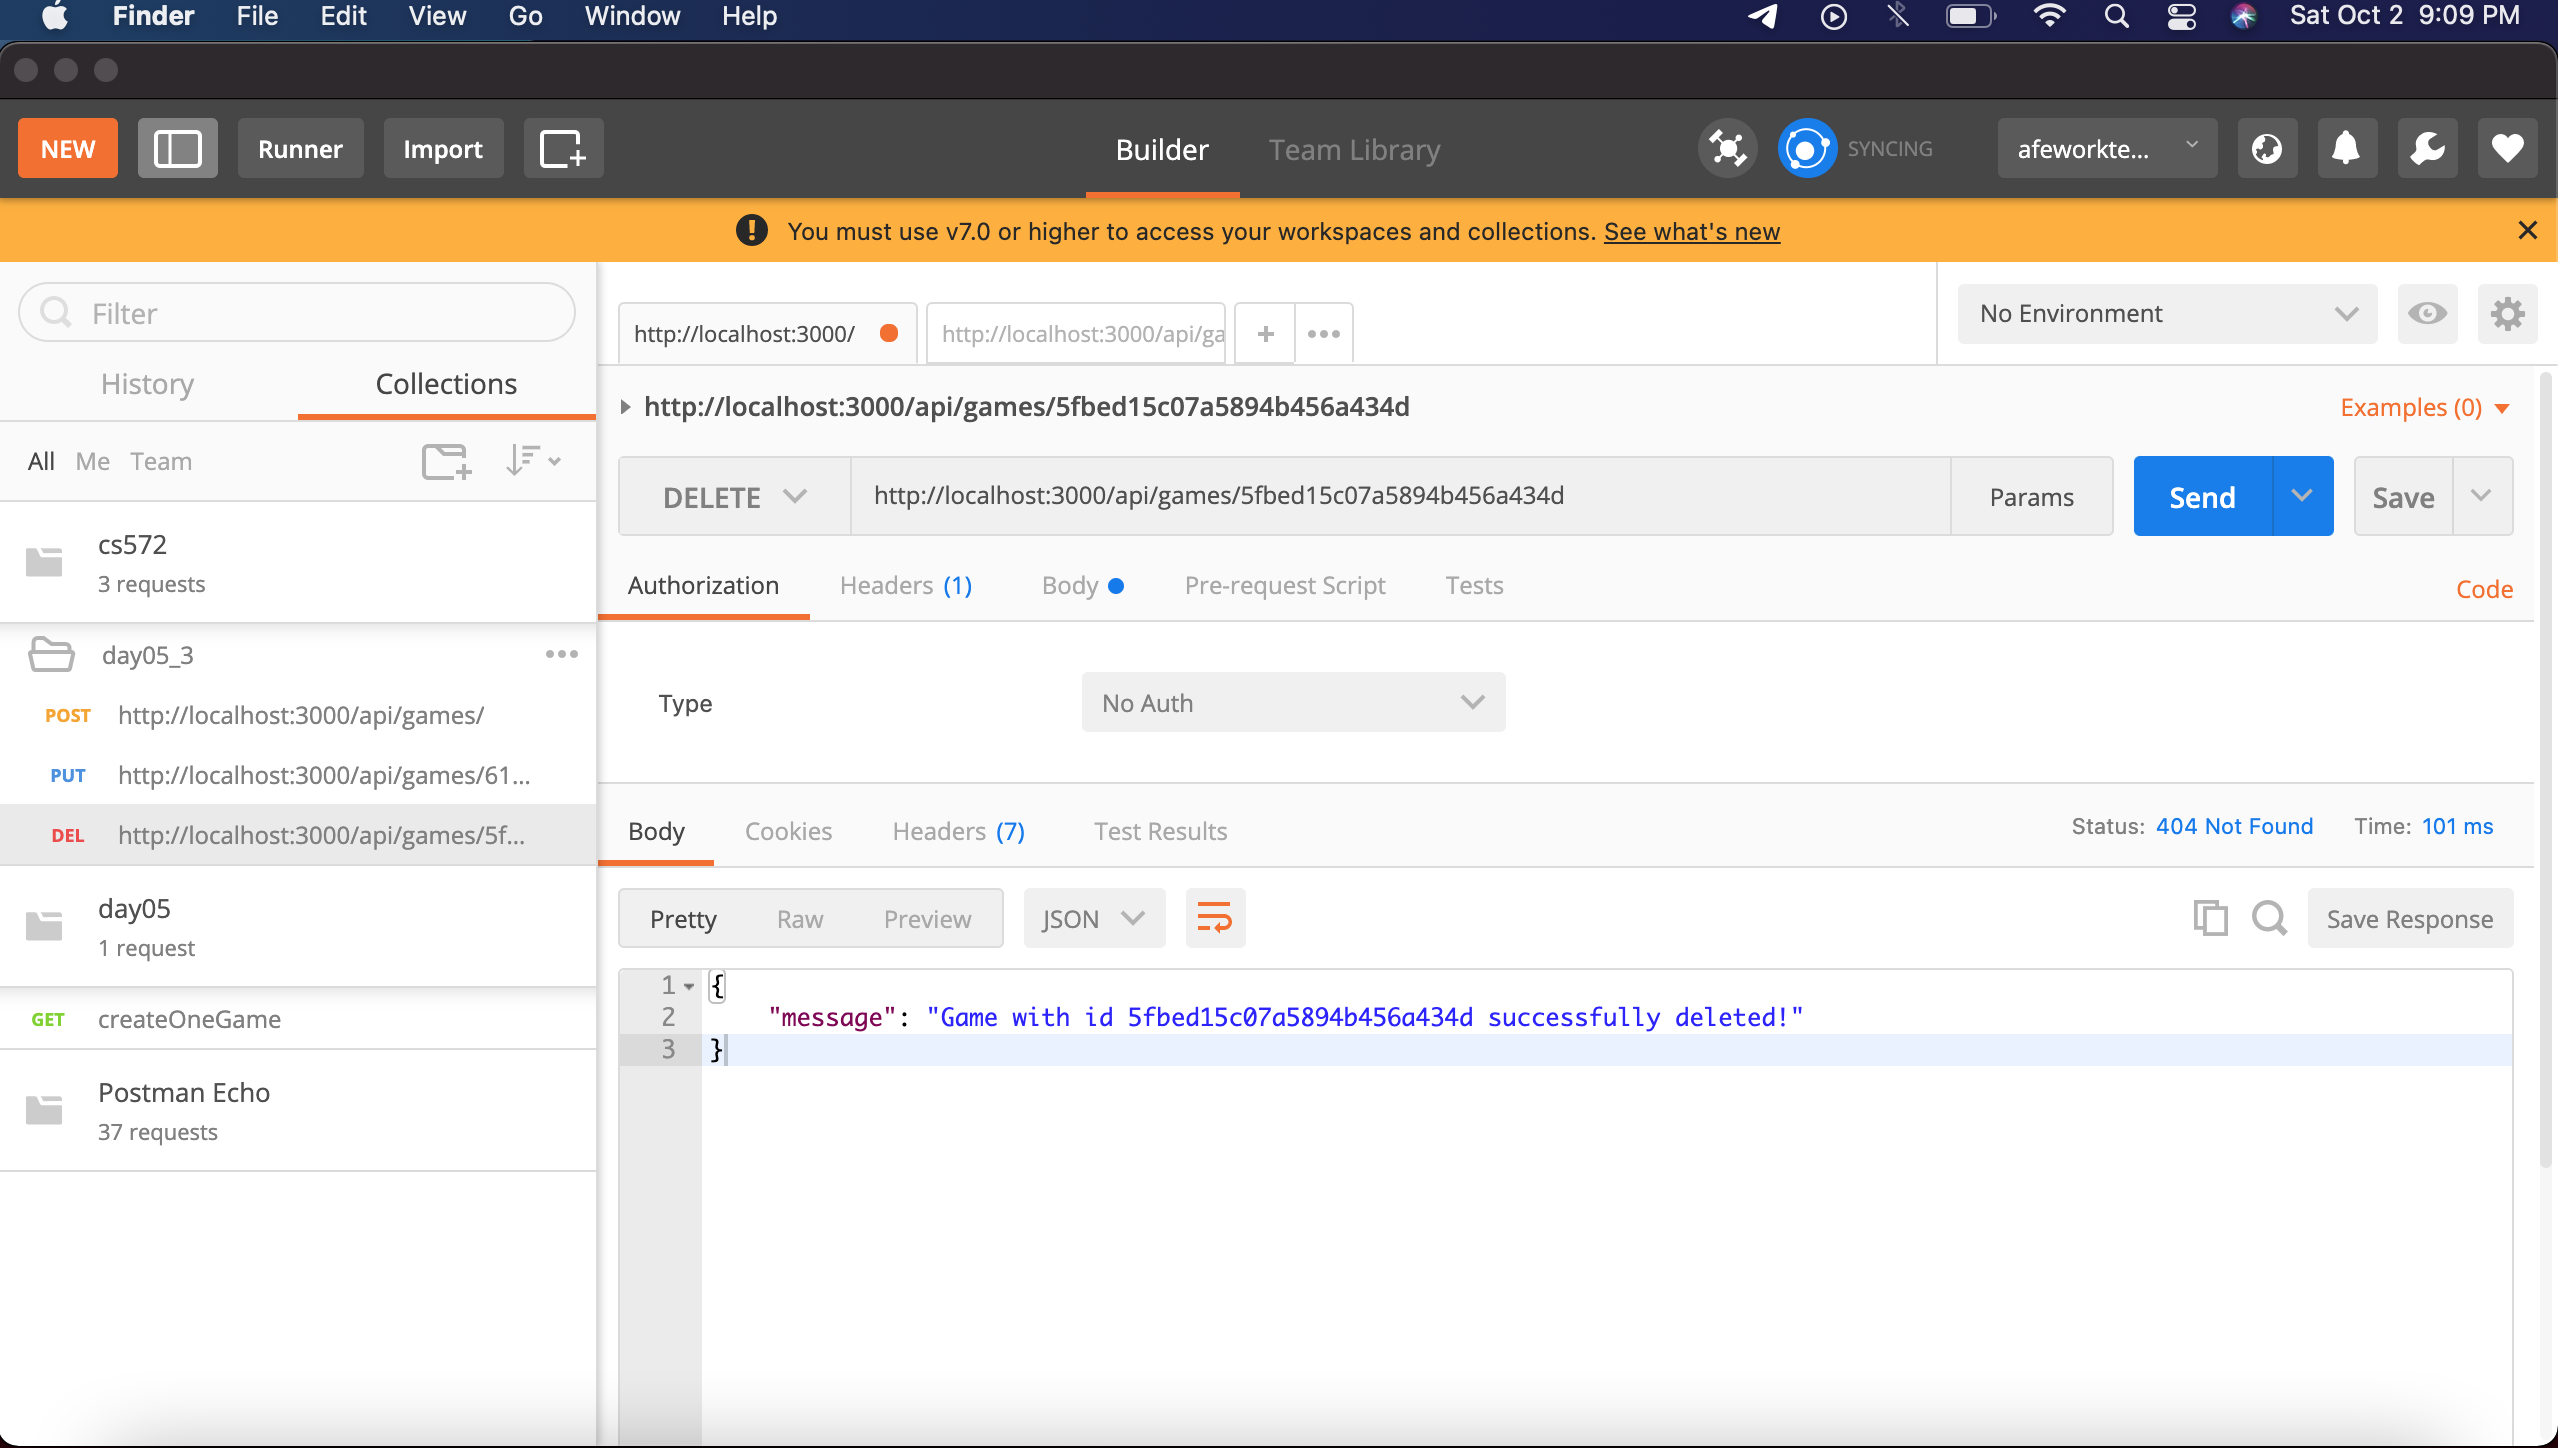 Finder File Edit View Go Window Help Sat Oct 2 9:09 PM
NEW Runner Import Builder Team Library SYNCING afeworkte...
You must use v7.0 or higher to access your workspaces and collections. See what's new
Filter
History Collections
All Me Team
cs572
3 requests
day05_3
POST http://localhost:3000/api/games/
PUT http://localhost:3000/api/games/61...
DEL http://localhost:3000/api/games/5f...
day05
1 request
GET createOneGame
Postman Echo
37 requests
http://localhost:3000/ http://localhost:3000/api/ga + No Environment
http://localhost:3000/api/games/5fbed15c07a5894b456a434d Examples (0)
DELETE http://localhost:3000/api/games/5fbed15c07a5894b456a434d Params Send Save
Authorization Headers (1) Body Pre-request Script Tests Code
Type No Auth
Body Cookies Headers (7) Test Results Status: 404 Not Found Time: 101 ms
Pretty Raw Preview JSON Save Response
1 {
2 "message": "Game with id 5fbed15c07a5894b456a434d successfully deleted!"
3 }